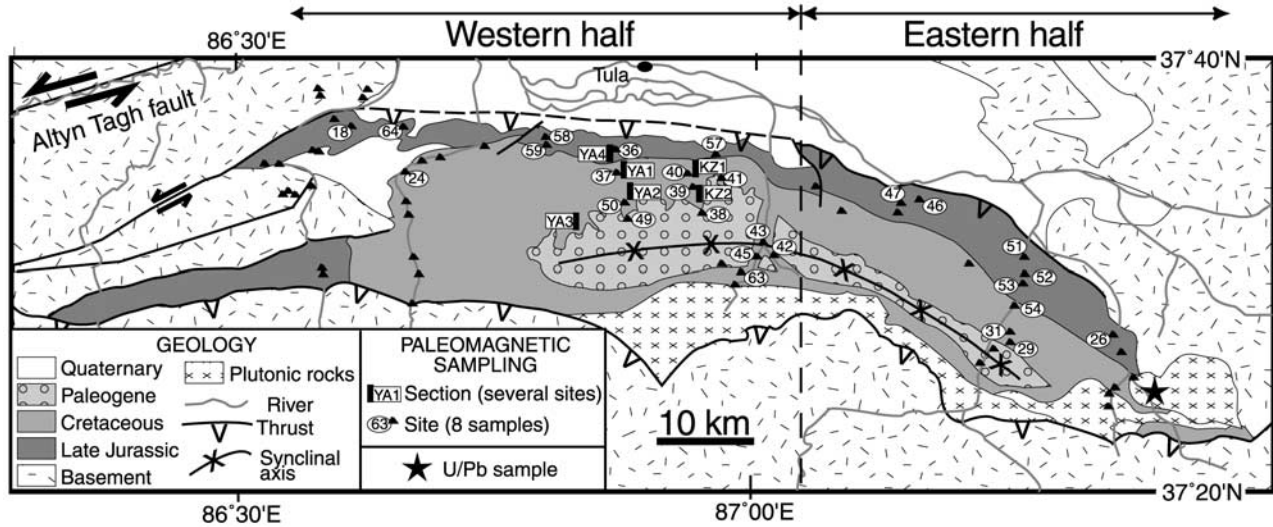 Western half
Eastern half
86˚30'E
87˚00'E
37˚40'N
Tula
Altyn Tagh fault
18
64
58
59
YA4
36
57
37
YA1
40
KZ1
41
24
YA2
39
KZ2
47
46
50
49
38
YA3
43
45
42
51
63
53
52
54
31
29
26
10 km
GEOLOGY
Quaternary
Paleogene
Cretaceous
Late Jurassic
Basement
Plutonic rocks
River
Thrust
Synclinal
axis
PALEOMAGNETIC
SAMPLING
YA1 Section (several sites)
63 Site (8 samples)
U/Pb sample
37˚20'N
86˚30'E
87˚00'E